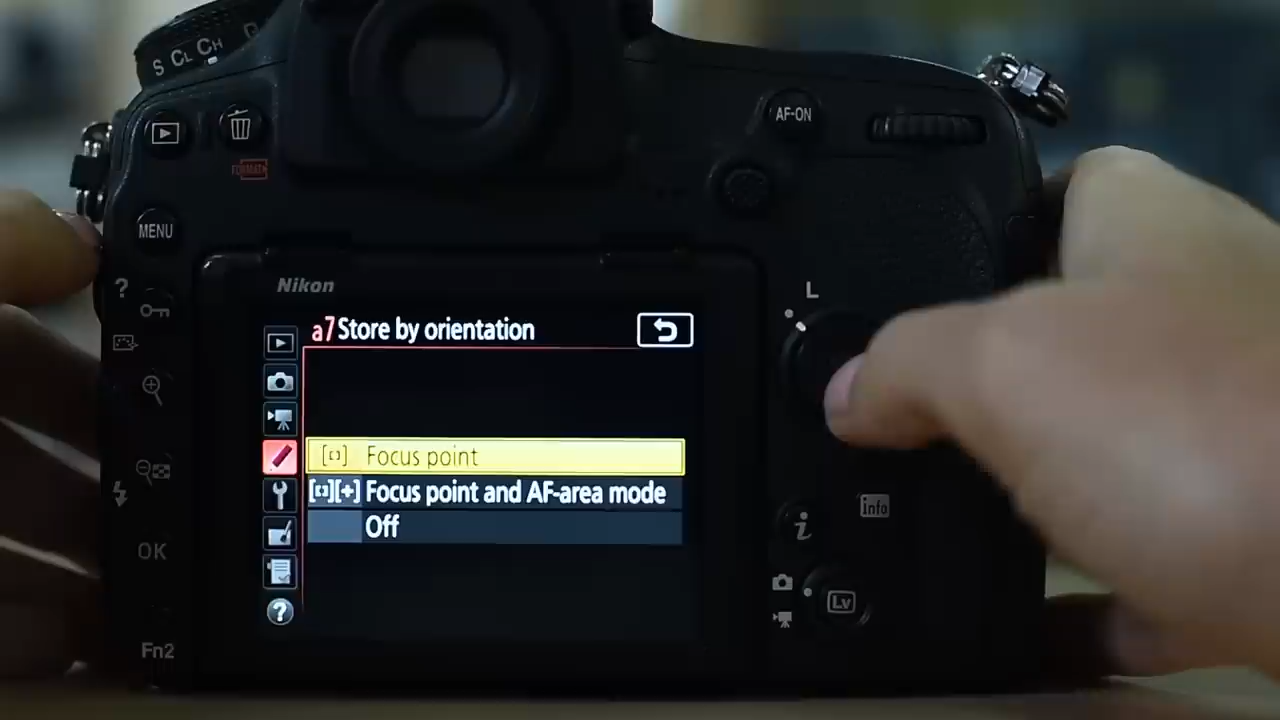 S CL CH
AF-ON
FORMAT
MENU
Nikon
L
?
a7 Store by orientation
Focus point
[+] Focus point and AF-area mode
Off
info
i
OK
?
Lv
Fn2